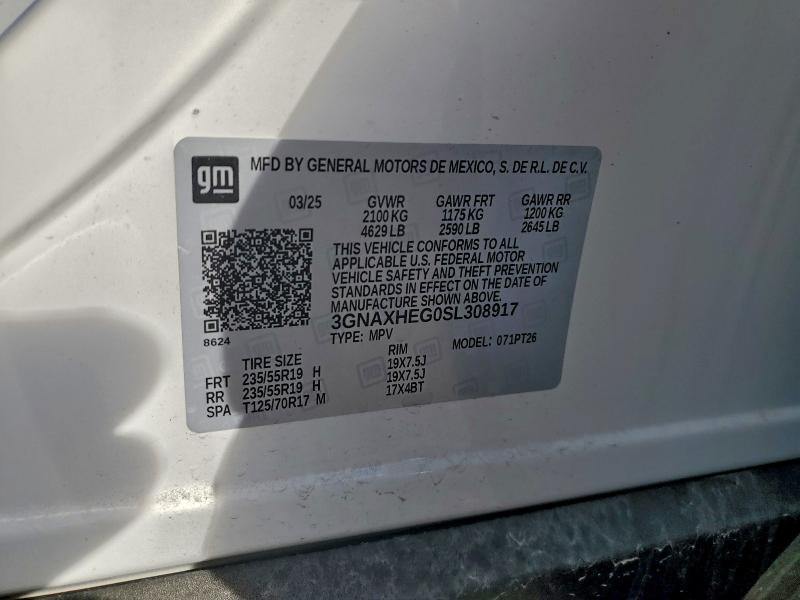 gm MFD BY GENERAL MOTORS DE MEXICO, S. DE R.L. DE C.V.
03/25 GVWR GAWR FRT GAWR RR
2100 KG 1175 KG 1200 KG
4629 LB 2590 LB 2645 LB
THIS VEHICLE CONFORMS TO ALL
APPLICABLE U.S. FEDERAL MOTOR
VEHICLE SAFETY AND THEFT PREVENTION
STANDARDS IN EFFECT ON THE DATE OF
MANUFACTURE SHOWN ABOVE.
3GNAXHEG0SL308917
8624 TYPE: MPV MODEL: 071PT26
TIRE SIZE RIM
FRT 235/55R19 H 19X7.5J
RR 235/55R19 H 19X7.5J
SPA T125/70R17 M 17X4BT